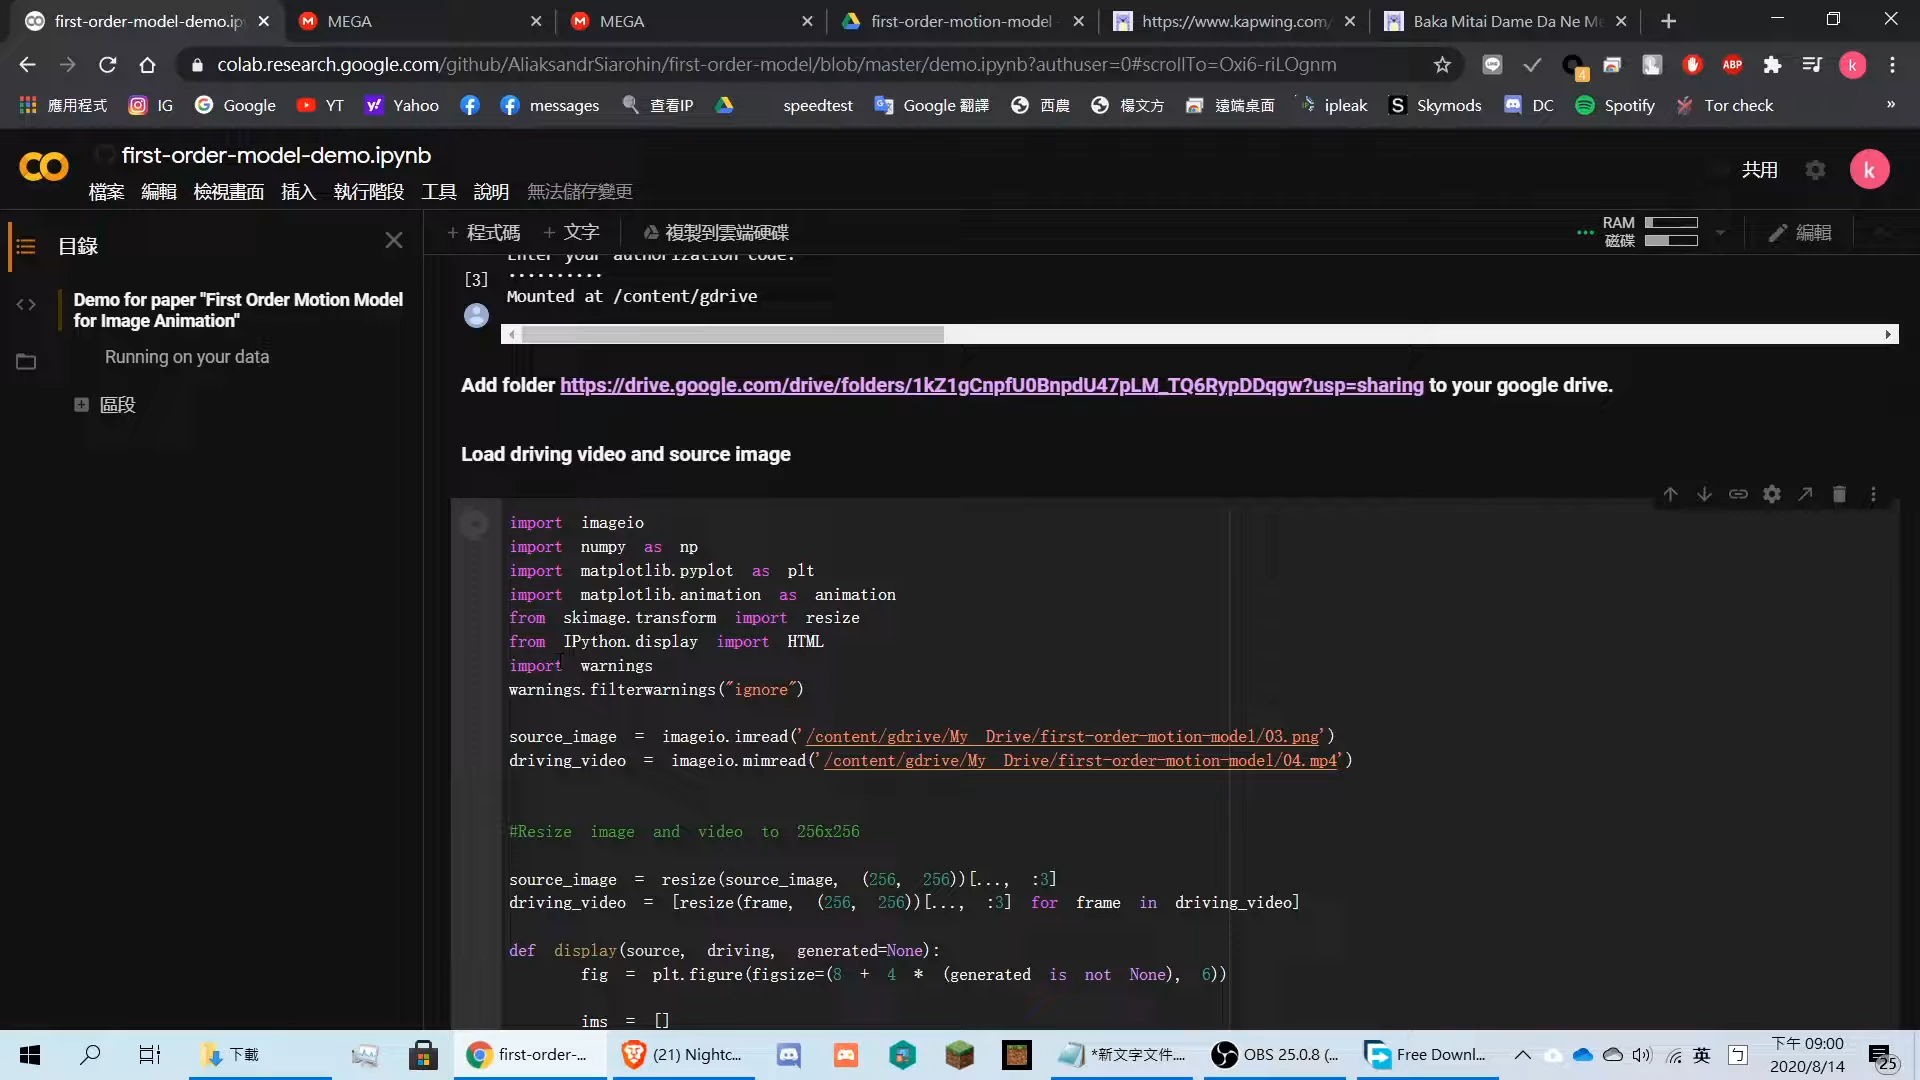 first-order-model-demo.ip
MEGA
MEGA
first-order-motion-model
https://www.kapwing.com/
Baka Mitai Dame Da Ne Me
colab.research.google.com/github/AliaksandrSiarohin/first-order-model/blob/master/demo.ipynb?authuser=0#scrollTo=Oxi6-riLOgnm
4
ABP
k
應用程式
IG
Google
YT
Yahoo
messages
查看IP
speedtest
Google 翻譯
西農
楊文方
遠端桌面
ipleak
Skymods
DC
Spotify
Tor check
»
first-order-model-demo.ipynb
檔案 編輯 檢視畫面 插入 執行階段 工具 說明 無法儲存變更
共用
k
目錄
+ 程式碼 + 文字 複製到雲端硬碟
RAM
磁碟
編輯
Demo for paper "First Order Motion Model
for Image Animation"
Running on your data
區段
Enter your authorization code:
[3]
··········
Mounted at /content/gdrive
Add folder https://drive.google.com/drive/folders/1kZ1gCnpfU0BnpdU47pLM_TQ6RypDDqgw?usp=sharing to your google drive.
Load driving video and source image
import imageio
import numpy as np
import matplotlib.pyplot as plt
import matplotlib.animation as animation
from skimage.transform import resize
from IPython.display import HTML
import warnings
warnings.filterwarnings("ignore")
source_image = imageio.imread('/content/gdrive/My Drive/first-order-motion-model/03.png')
driving_video = imageio.mimread('/content/gdrive/My Drive/first-order-motion-model/04.mp4')
#Resize image and video to 256x256
source_image = resize(source_image, (256, 256))[..., :3]
driving_video = [resize(frame, (256, 256))[..., :3] for frame in driving_video]
def display(source, driving, generated=None):
fig = plt.figure(figsize=(8 + 4 * (generated is not None), 6))
ims = []
下載
first-order-...
(21) Nightc...
*新文字文件....
OBS 25.0.8 (...
Free Downl...
英
下午 09:00
2020/8/14
25